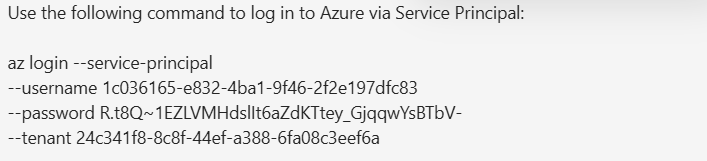 Use the following command to log in to Azure via Service Principal:
az login --service-principal
--username 1c036165-e832-4ba1-9f46-2f2e197dfc83
--password R.t8Q~1EZLVMHdslIt6aZdKTtey_GjqqwYsBTbV-
--tenant 24c341f8-8c8f-44ef-a388-6fa08c3eef6a